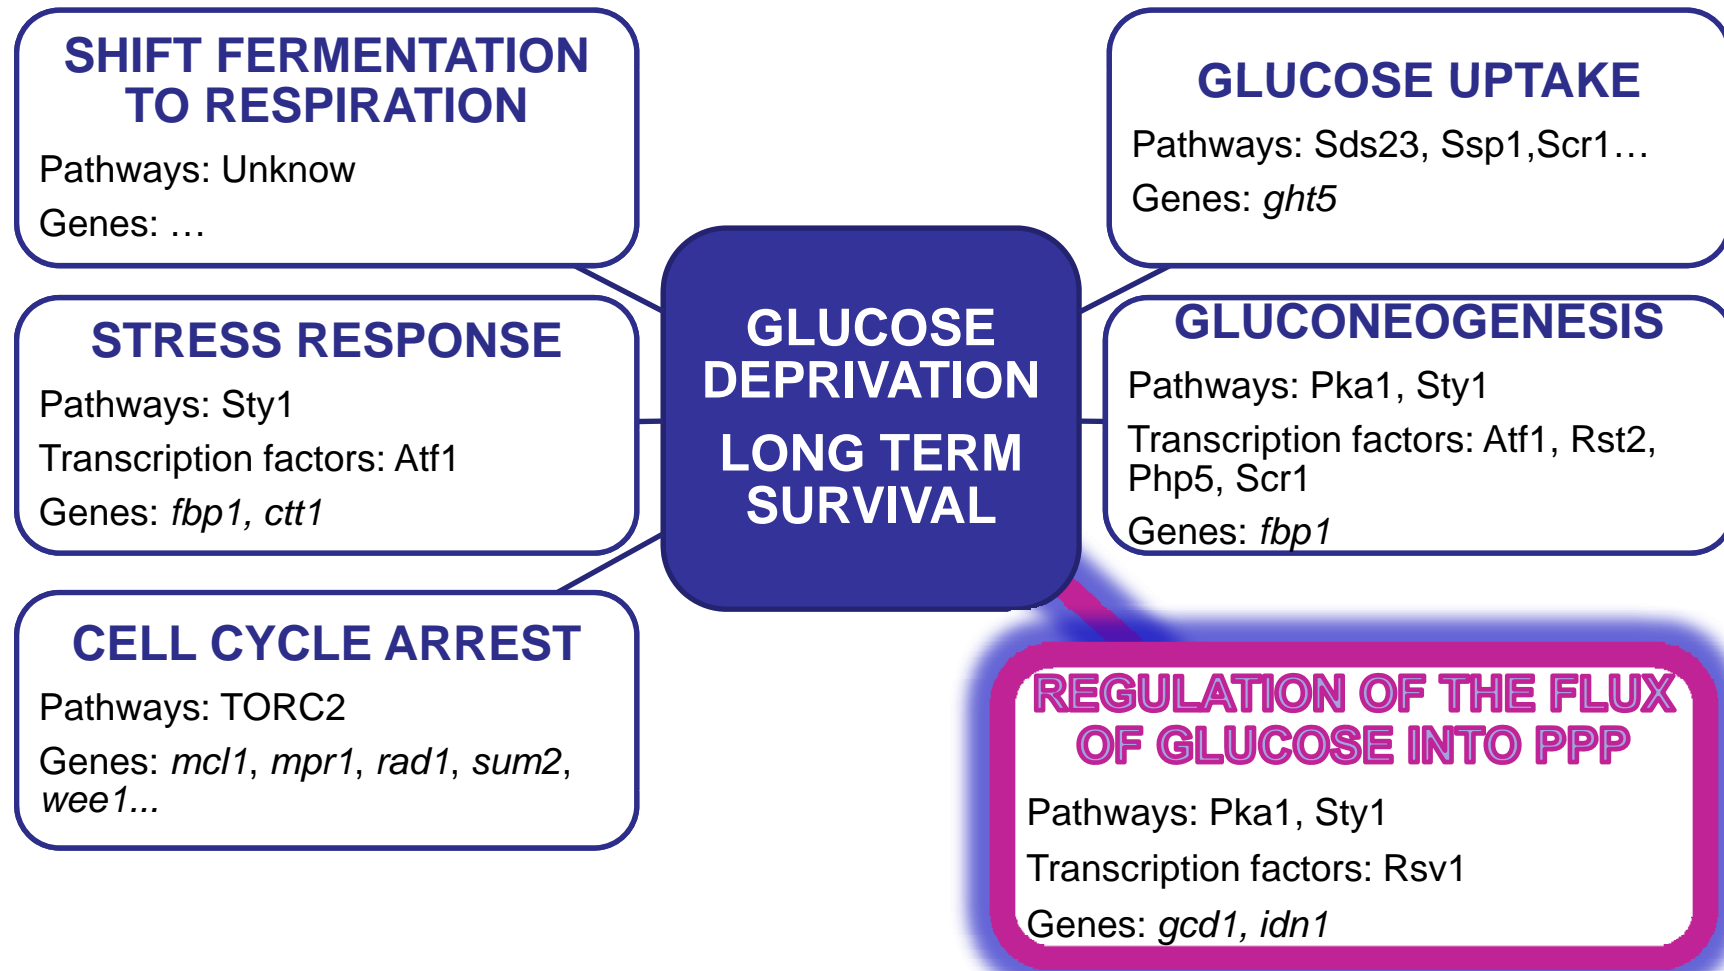 SHIFT FERMENTATION
TO RESPIRATION
Pathways: Unknow
Genes: …
STRESS RESPONSE
Pathways: Sty1
Transcription factors: Atf1
Genes: fbp1, ctt1
CELL CYCLE ARREST
Pathways: TORC2
Genes: mcl1, mpr1, rad1, sum2,
wee1...
GLUCOSE
DEPRIVATION
LONG TERM
SURVIVAL
GLUCOSE UPTAKE
Pathways: Sds23, Ssp1,Scr1…
Genes: ght5
GLUCONEOGENESIS
Pathways: Pka1, Sty1
Transcription factors: Atf1, Rst2,
Php5, Scr1
Genes: fbp1
REGULATION OF THE FLUX
OF GLUCOSE INTO PPP
Pathways: Pka1, Sty1
Transcription factors: Rsv1
Genes: gcd1, idn1